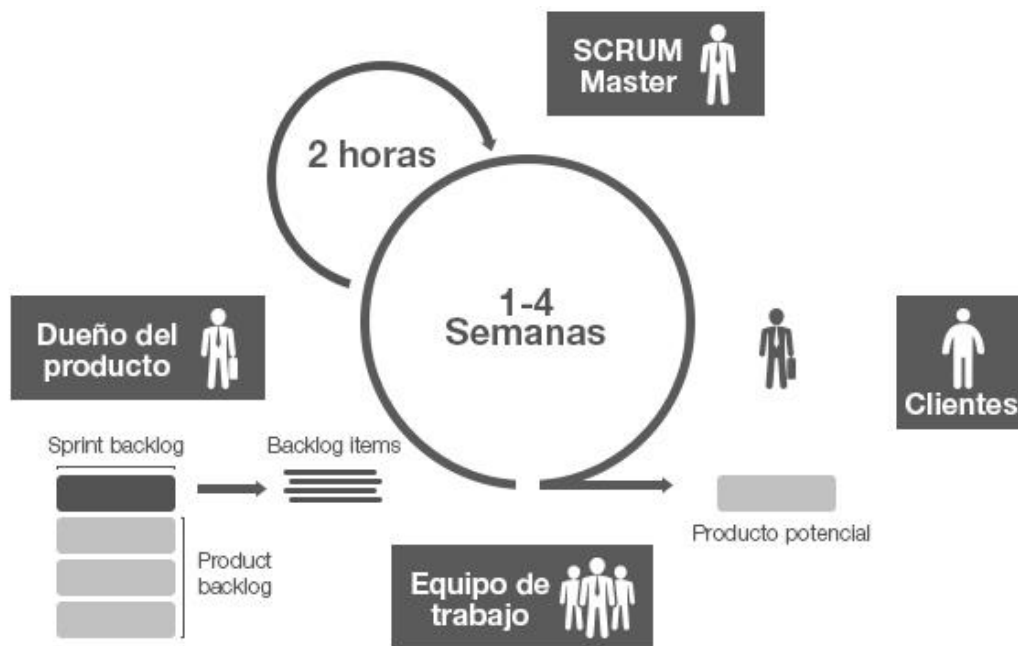 SCRUM
Master
2 horas
1-4
Semanas
Dueño del
producto
Clientes
Sprint backlog
Backlog items
Product
backlog
Producto potencial
Equipo de
trabajo